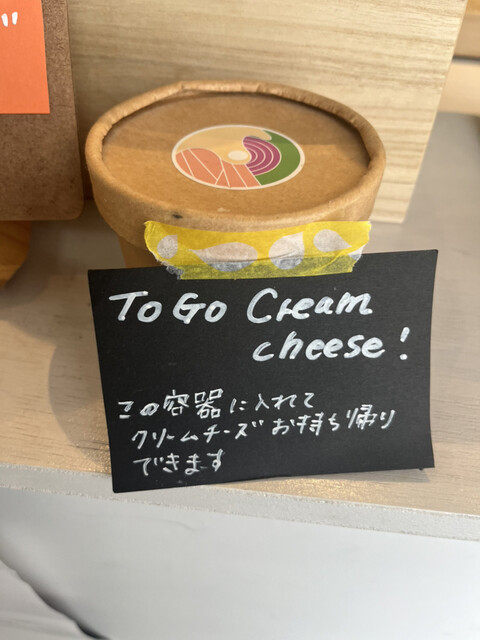 "
To Go Cream
cheese!
この容器に入れて
クリームチーズお持ち帰り
できます